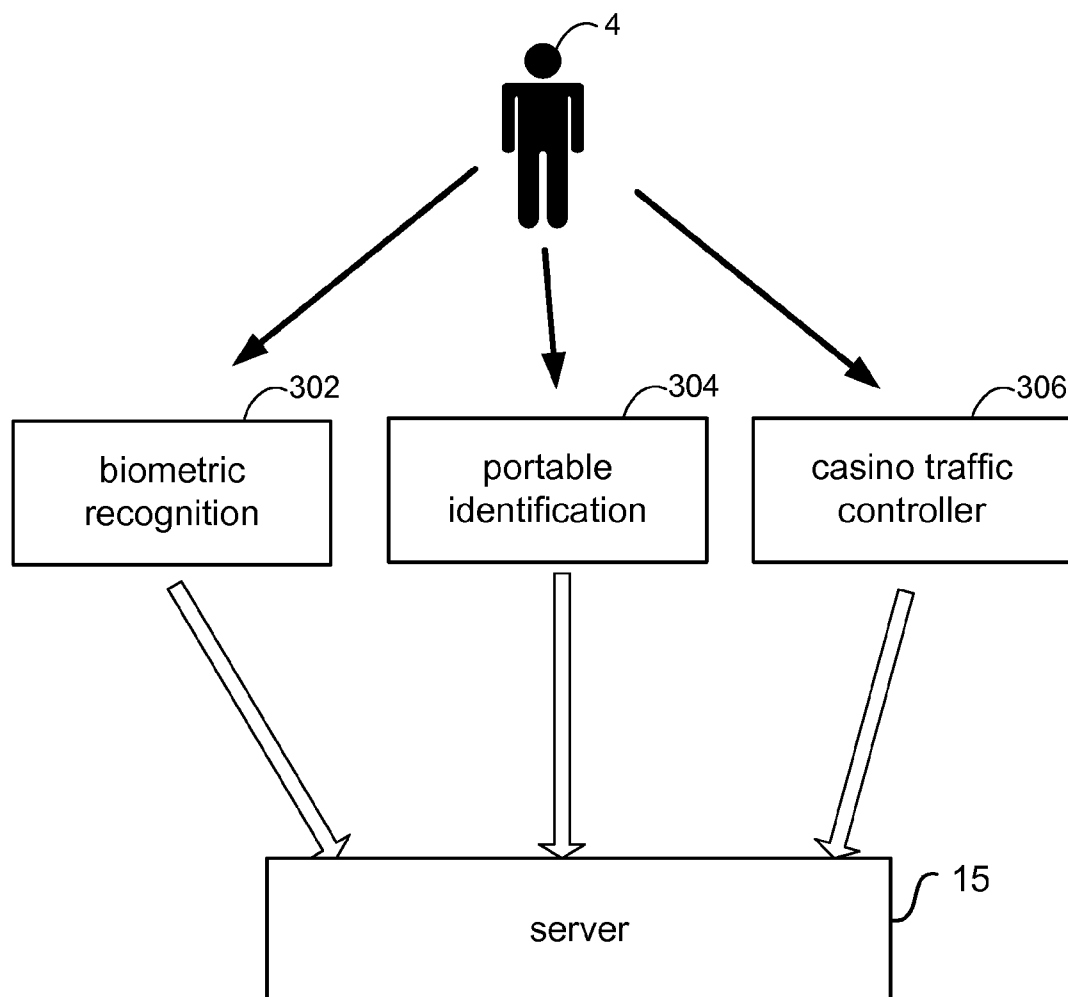 4
302
304
306
biometric
recognition
portable
identification
casino traffic
controller
15
server